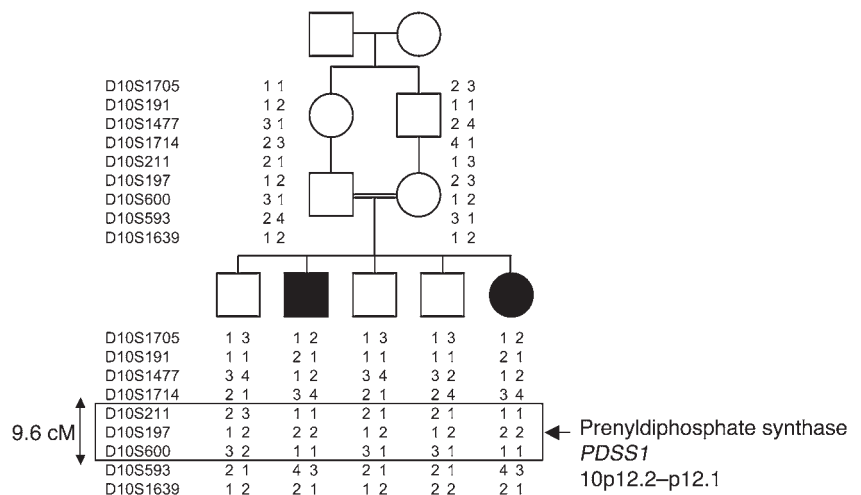 D10S1705 1 1 2 3
D10S191 1 2 1 1
D10S1477 3 1 2 4
D10S1714 2 3 4 1
D10S211 2 1 1 3
D10S197 1 2 2 3
D10S600 3 1 1 2
D10S593 2 4 3 1
D10S1639 1 2 1 2
D10S1705 1 3 1 2 1 3 1 3 1 2
D10S191 1 1 2 1 1 1 1 1 2 1
D10S1477 3 4 1 2 3 4 3 2 1 2
D10S1714 2 1 3 4 2 1 2 4 3 4
D10S211 2 3 1 1 2 1 2 1 1 1
D10S197 1 2 2 2 1 2 1 2 2 2
D10S600 3 2 1 1 3 1 3 1 1 1
D10S593 2 1 4 3 2 1 2 1 4 3
D10S1639 1 2 2 1 1 2 2 2 2 1
9.6 cM
Prenyldiphosphate synthase
PDSS1
10p12.2–p12.1